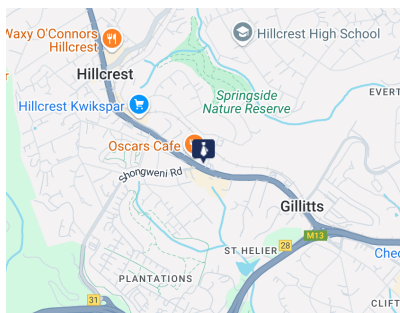 Waxy O'Connors
Hillcrest
Hillcrest High School
Hillcrest
Hillcrest Kwikspar
Springside
Nature Reserve
EVERT
Oscars Cafe
Shongweni Rd
Gillitts
M13
28
ST HELIER
Chec
PLANTATIONS
31
CLIFT